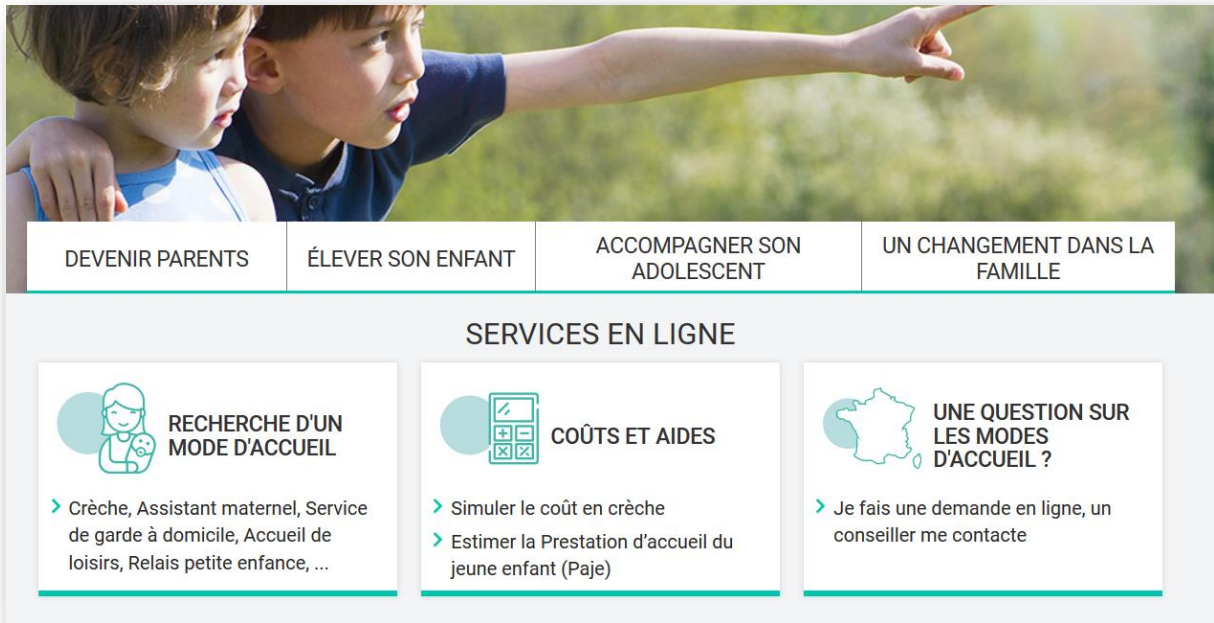 DEVENIR PARENTS
ÉLEVER SON ENFANT
ACCOMPAGNER SON
ADOLESCENT
UN CHANGEMENT DANS LA
FAMILLE
SERVICES EN LIGNE
RECHERCHE D'UN
MODE D'ACCUEIL
Crèche, Assistant maternel, Service
de garde à domicile, Accueil de
loisirs, Relais petite enfance, ...
COÛTS ET AIDES
Simuler le coût en crèche
Estimer la Prestation d’accueil du
jeune enfant (Paje)
UNE QUESTION SUR
LES MODES
D'ACCUEIL ?
Je fais une demande en ligne, un
conseiller me contacte